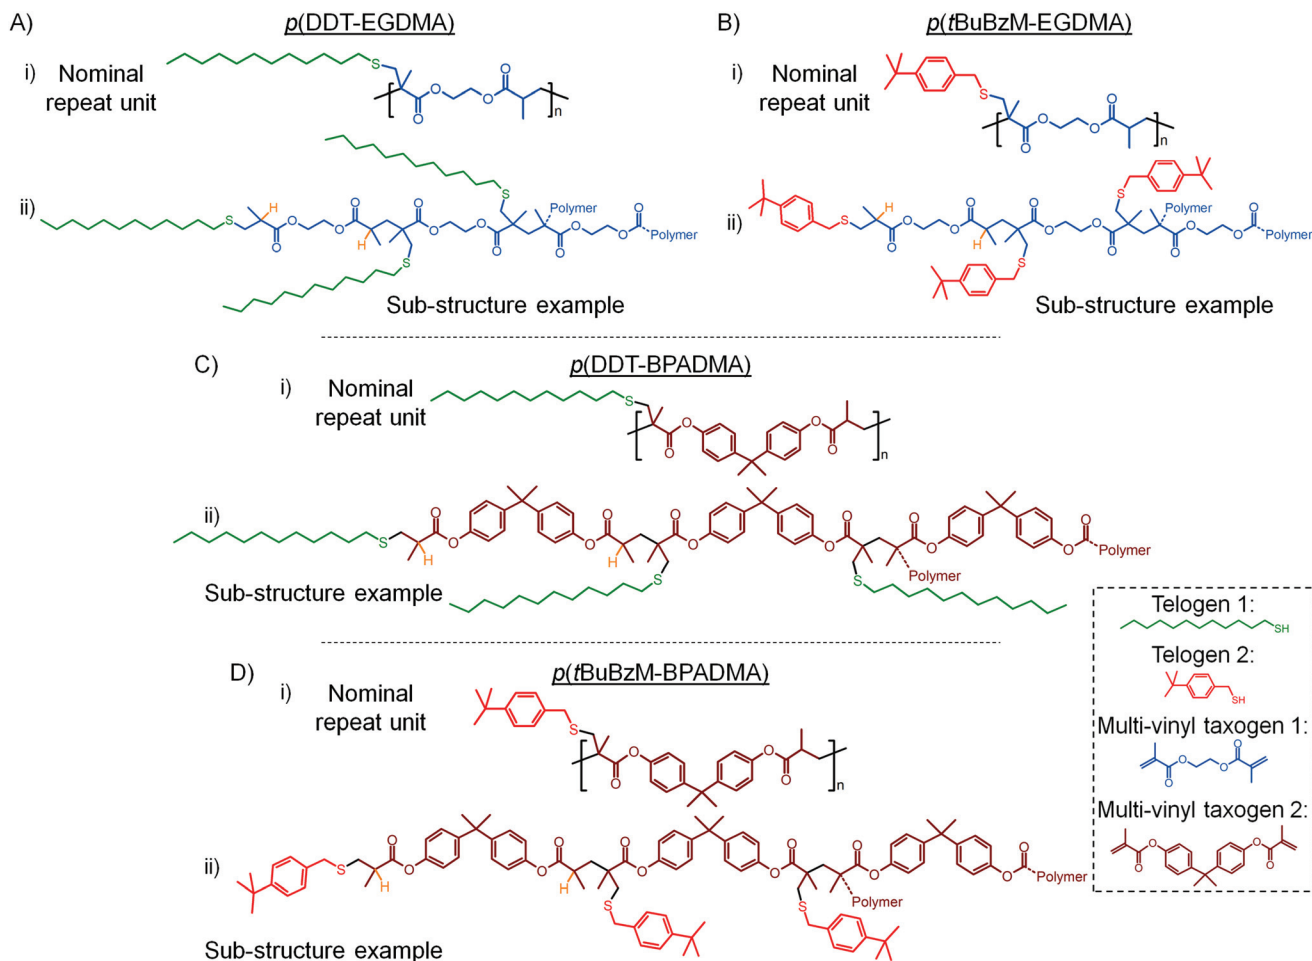 A)
p(DDT-EGDMA)
i) Nominal
repeat unit
S
O
O
O
O
n
ii)
S
H
O
O
O
O
H
S
O
O
O
S
O
Polymer
O
O
O
O
Polymer
Sub-structure example
B)
p(tBuBzM-EGDMA)
i)
Nominal
repeat unit
S
O
O
O
O
n
ii)
S
H
O
O
O
O
H
S
O
O
O
S
O
Polymer
O
O
O
O
Polymer
Sub-structure example
C)
p(DDT-BPADMA)
i) Nominal
repeat unit
S
O
O
O
O
n
ii)
S
H
O
O
O
O
H
S
O
O
O
O
S
Polymer
O
O
O
O
Polymer
Sub-structure example
D)
p(tBuBzM-BPADMA)
i) Nominal
repeat unit
S
O
O
O
O
n
ii)
S
H
O
O
O
O
H
S
O
O
O
O
S
Polymer
O
O
O
O
Polymer
Sub-structure example
Telogen 1:
SH
Telogen 2:
SH
Multi-vinyl taxogen 1:
O
O
O
O
Multi-vinyl taxogen 2:
O
O
O
O